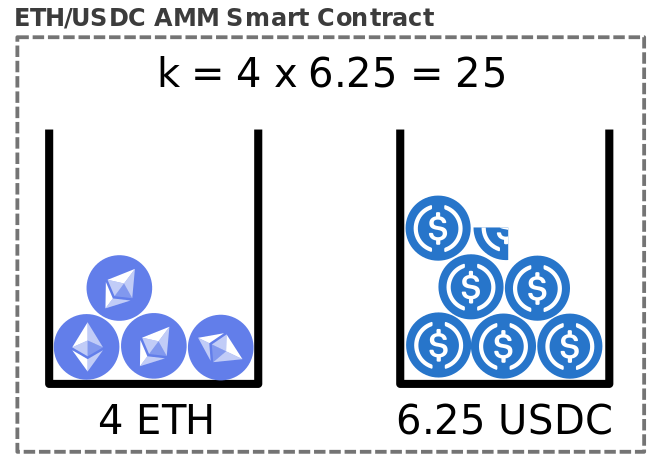 ETH/USDC AMM Smart Contract
k = 4 x 6.25 = 25
$
$
$ $
$ $ $
4 ETH
6.25 USDC